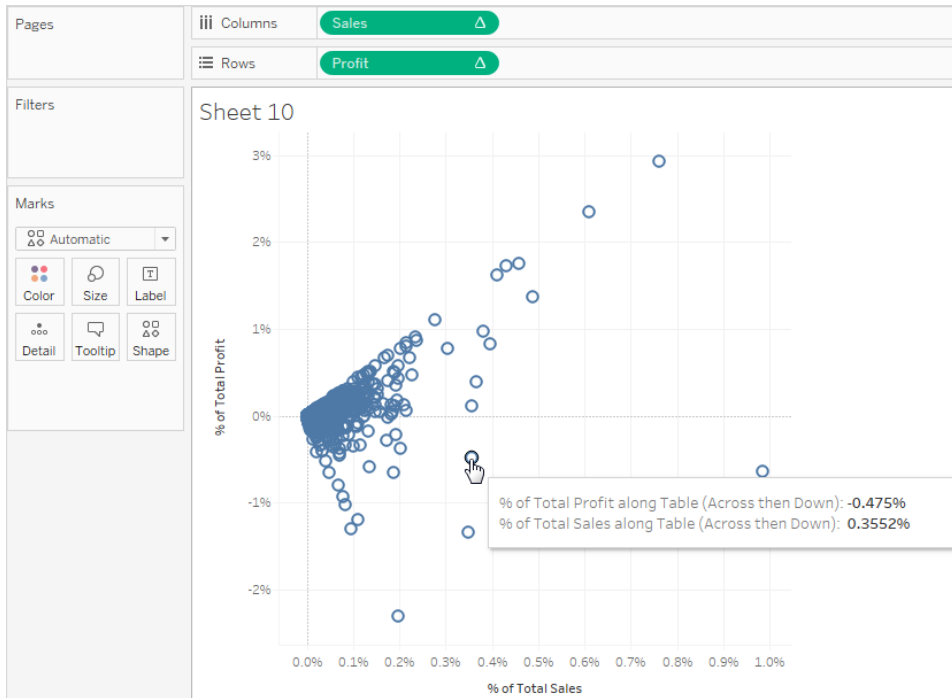 Pages
Columns
Sales
Rows
Profit
Filters
Marks
Automatic
Color
Size
Label
Detail
Tooltip
Shape
Sheet 10
% of Total Profit
3%
2%
1%
0%
-1%
-2%
% of Total Profit along Table (Across then Down): -0.475%
% of Total Sales along Table (Across then Down): 0.3552%
0.0% 0.1% 0.2% 0.3% 0.4% 0.5% 0.6% 0.7% 0.8% 0.9% 1.0%
% of Total Sales